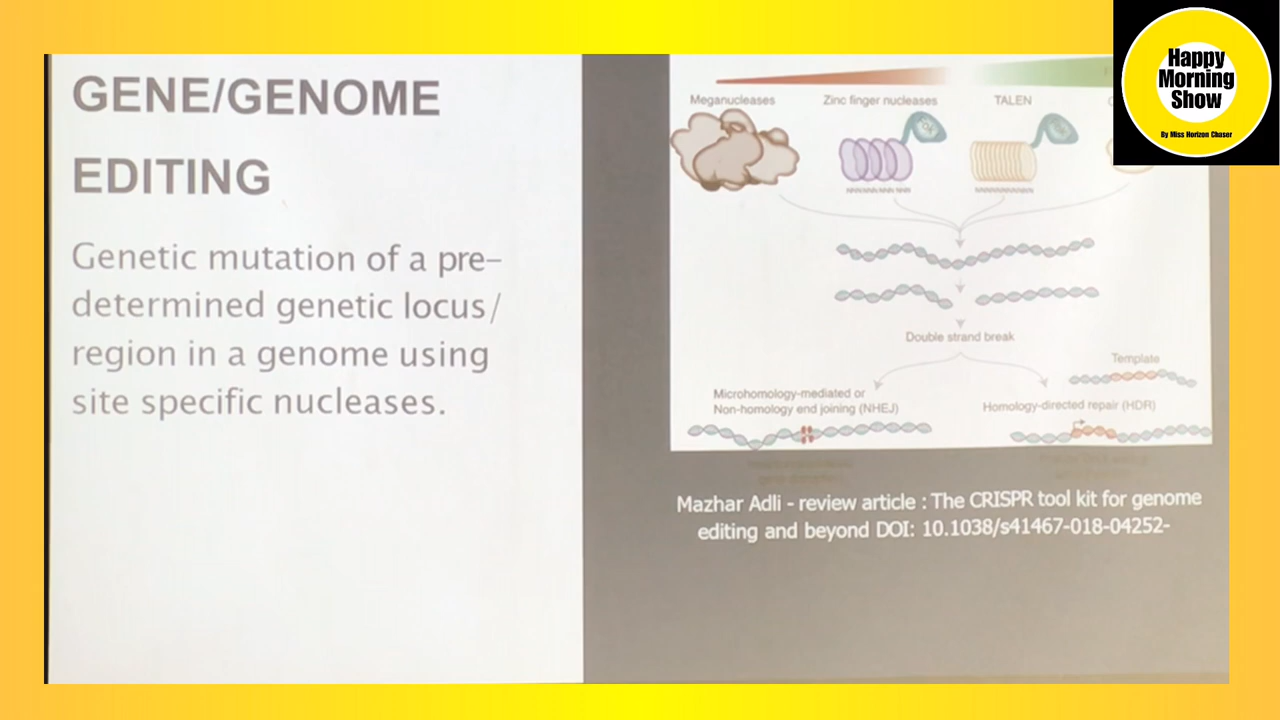 GENE/GENOME
EDITING
Genetic mutation of a pre-
determined genetic locus/
region in a genome using
site specific nucleases.
Meganucleases
Zinc finger nucleases
TALEN
NNNNNNNNNNN
Double strand break
Template
Microhomology-mediated or
Non-homology end joining (NHEJ)
Homology-directed repair (HDR)
Mazhar Adli - review article : The CRISPR tool kit for genome
editing and beyond DOI: 10.1038/s41467-018-04252-
Happy
Morning
Show
By Miss Horizon Chaser